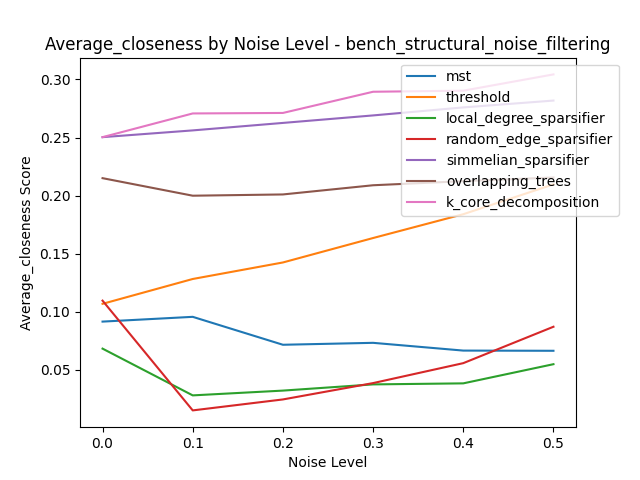 Average_closeness by Noise Level - bench_structural_noise_filtering
Average_closeness Score
0.30
0.25
0.20
0.15
0.10
0.05
mst
threshold
local_degree_sparsifier
random_edge_sparsifier
simmelian_sparsifier
overlapping_trees
k_core_decomposition
0.0 0.1 0.2 0.3 0.4 0.5
Noise Level